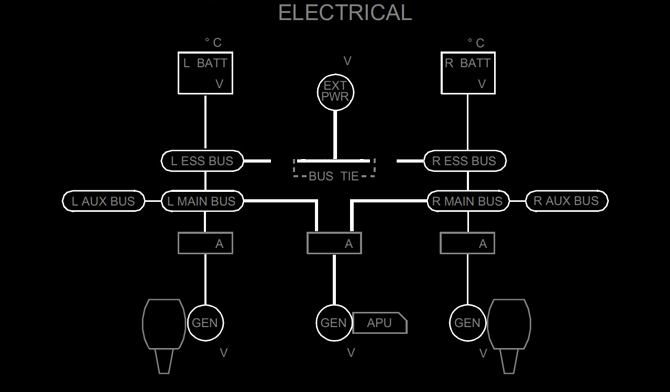 ELECTRICAL
° C
° C
L BATT
V
V
EXT
PWR
R BATT
V
L ESS BUS
R ESS BUS
BUS TIE
L AUX BUS
L MAIN BUS
R MAIN BUS
R AUX BUS
A
A
A
GEN
GEN
APU
GEN
V
V
V